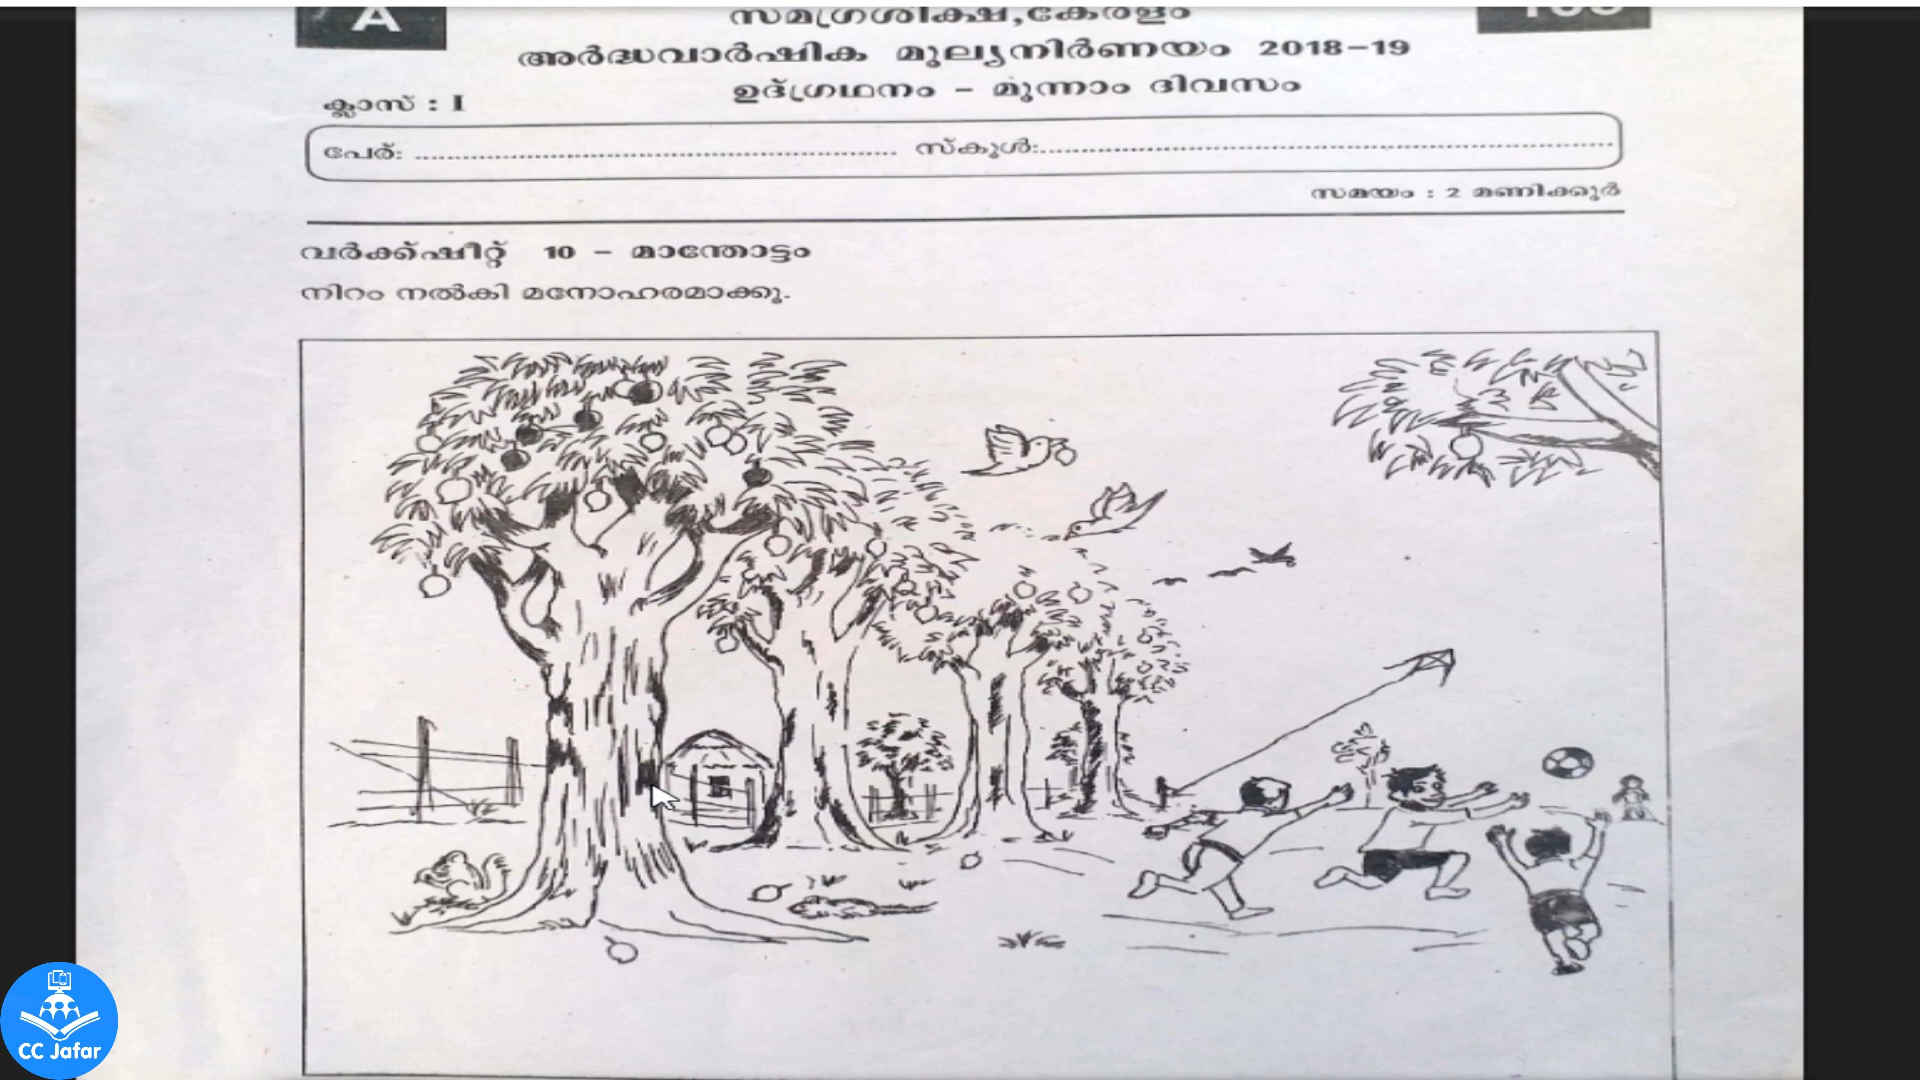 A
സമഗ്രശിക്ഷ,കേരളം
അർദ്ധവാർഷിക മൂല്യനിർണയം 2018-19
ഉദ്ഗ്രഥനം - മൂന്നാം ദിവസം
ക്ലാസ് : I
പേര്: ........................................................ സ്കൂൾ:........................................................................
സമയം : 2 മണിക്കൂർ
വർക്ക്ഷീറ്റ് 10 - മാന്തോട്ടം
നിറം നൽകി മനോഹരമാക്കൂ.
CC Jafar